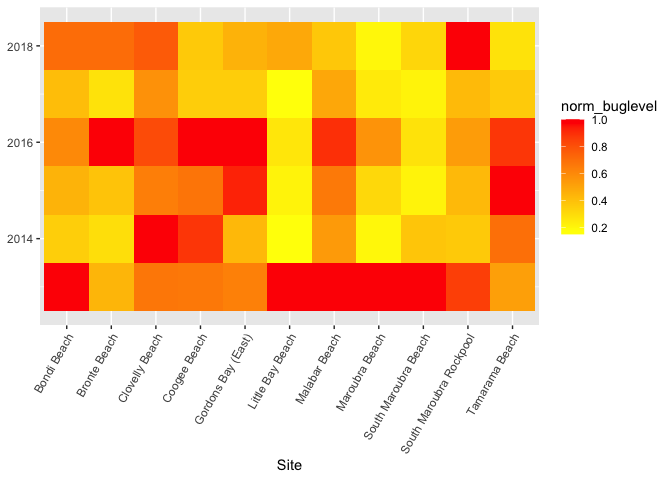 2018
2016
2014
Bondi Beach
Bronte Beach
Clovelly Beach
Coogee Beach
Gordons Bay (East)
Little Bay Beach
Malabar Beach
Maroubra Beach
South Maroubra Beach
South Maroubra Rockpool
Tamarama Beach
Site
norm_buglevel
1.0
0.8
0.6
0.4
0.2